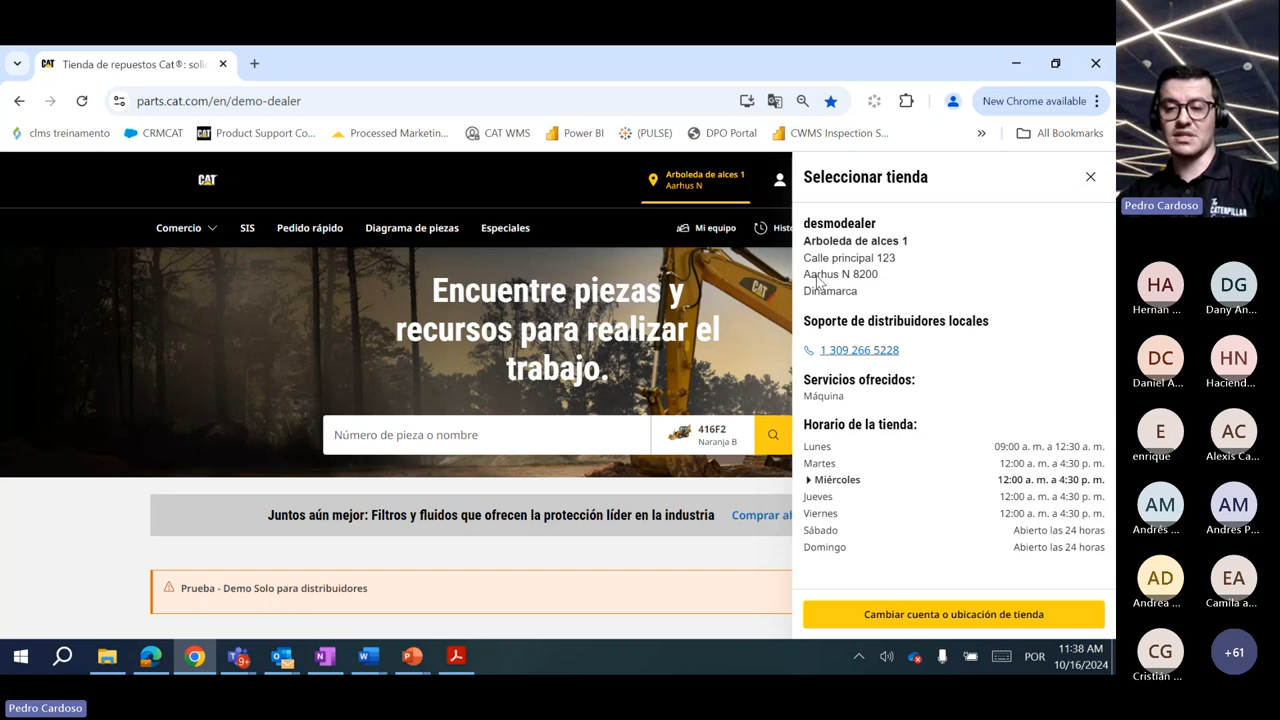 CAT Tienda de repuestos Cat®: soli
parts.cat.com/en/demo-dealer
New Chrome available
clms treinamento
CRMCAT
CAT
Product Support Co...
Processed Marketin...
CAT WMS
Power BI
(PULSE)
DPO Portal
CWMS Inspection S...
»
All Bookmarks
CAT
Arboleda de alces 1
Aarhus N
Comercio
SIS
Pedido rápido
Diagrama de piezas
Especiales
Mi equipo
Histo
CAT
Encuentre piezas y
recursos para realizar el
trabajo.
Número de pieza o nombre
416F2
Naranja B
Juntos aún mejor: Filtros y fluidos que ofrecen la protección líder en la industria
Comprar ah
Prueba - Demo Solo para distribuidores
Seleccionar tienda
desmodealer
Arboleda de alces 1
Calle principal 123
Aarhus N 8200
Dinamarca
Soporte de distribuidores locales
1 309 266 5228
Servicios ofrecidos:
Máquina
Horario de la tienda:
Lunes 09:00 a. m. a 12:30 a. m.
Martes 12:00 a. m. a 4:30 p. m.
Miércoles 12:00 a. m. a 4:30 p. m.
Jueves 12:00 a. m. a 4:30 p. m.
Viernes 12:00 a. m. a 4:30 p. m.
Sábado Abierto las 24 horas
Domingo Abierto las 24 horas
Cambiar cuenta o ubicación de tienda
9+
POR
11:38 AM
10/16/2024
Pedro Cardoso
CATERPILLAR
Pedro Cardoso
HA
Hernan ...
DG
Dany An...
DC
Daniel A...
HN
Haciend...
E
enrique
AC
Alexis Ca...
AM
Andrés ...
AM
Andres P...
AD
Andrea ...
EA
Camila a...
CG
Cristian ...
+61